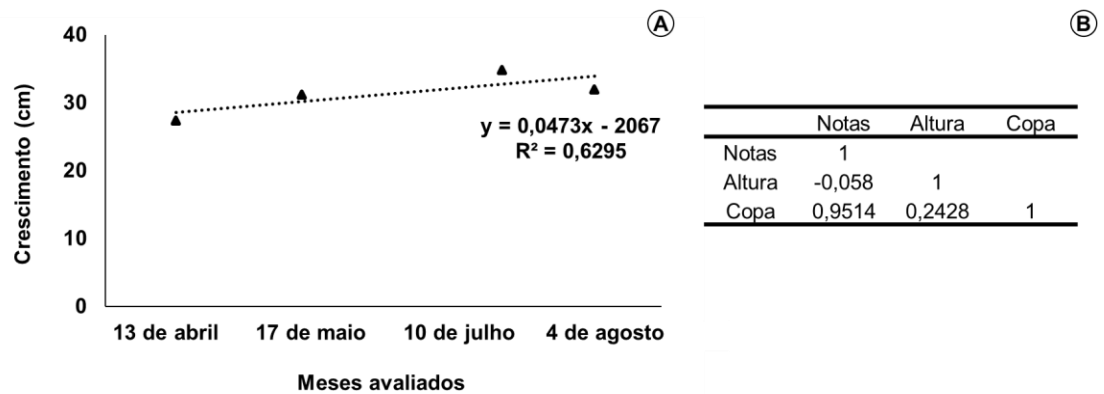 A
40
30
20
10
0
Crescimento (cm)
y = 0,0473x - 2067
R² = 0,6295
13 de abril 17 de maio 10 de julho 4 de agosto
Meses avaliados
B
Notas Altura Copa
Notas 1
Altura -0,058 1
Copa 0,9514 0,2428 1